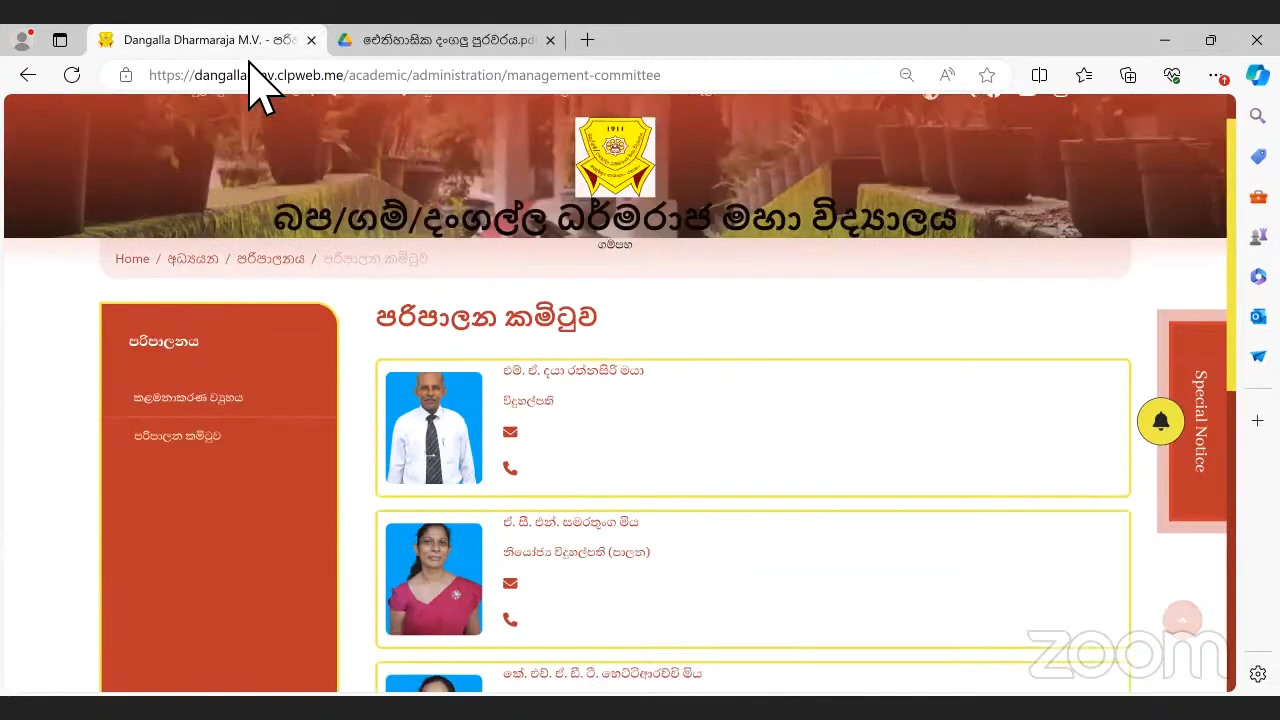 Dangalla Dharmaraja M.V. - පරිප
ඓතිහාසික දංගලු පුරවරය.pd
https://dangalla v.clpweb.me/academic/administration/management-committee
1911
බප/ගම්/දංගල්ල ධර්මරාජ මහා විද්‍යාලය
ගම්පහ
Home / අධ්‍යයන / පරිපාලනය / පරිපාලන කමිටුව
පරිපාලනය
කළමනාකරණ ව්‍යුහය
පරිපාලන කමිටුව
පරිපාලන කමිටුව
එම්. ඒ. දයා රත්නසිරි මයා
විදුහල්පති
ඒ. සී. එන්. සමරතුංග මිය
නියෝජ්‍ය විදුහල්පති (පාලන)
කේ. එච්. ඒ. ඩී. ටී. හෙට්ටිආරච්චි මිය
Special Notice
zoom